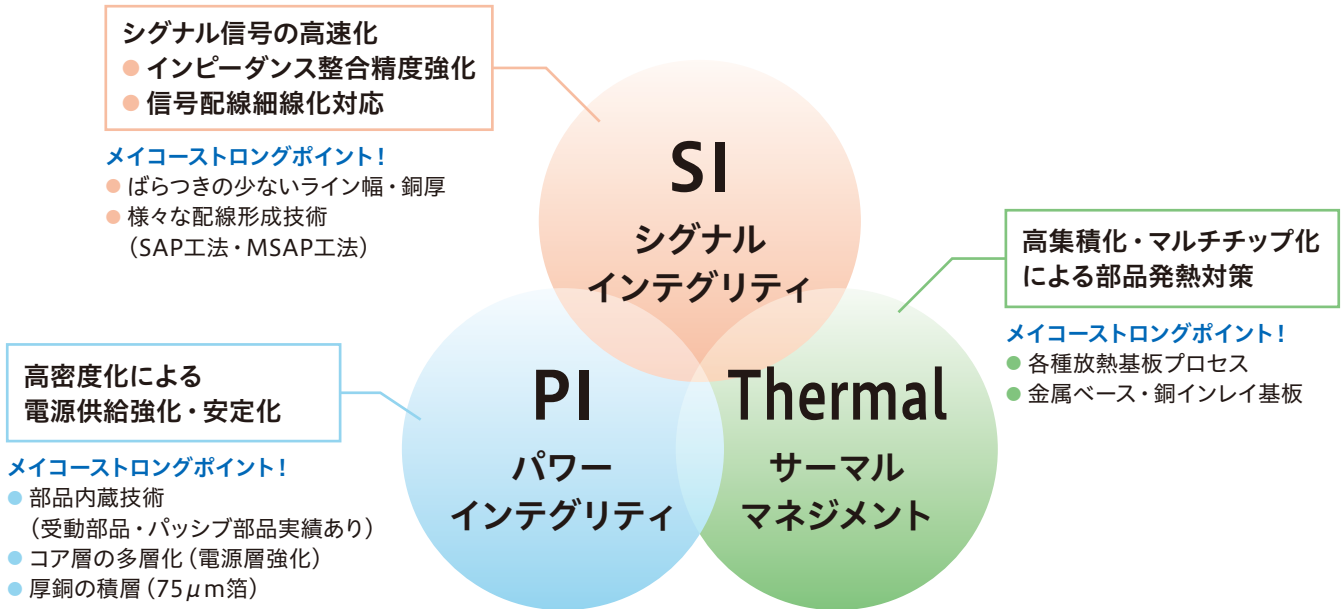 シグナル信号の高速化
● インピーダンス整合精度強化
● 信号配線細線化対応
メイコーストロングポイント!
● ばらつきの少ないライン幅・銅厚
● 様々な配線形成技術
（SAP工法・MSAP工法）
SI
シグナル
インテグリティ
高集積化・マルチチップ化
による部品発熱対策
メイコーストロングポイント!
● 各種放熱基板プロセス
● 金属ベース・銅インレイ基板
高密度化による
電源供給強化・安定化
メイコーストロングポイント!
● 部品内蔵技術
（受動部品・パッシブ部品実績あり）
● コア層の多層化（電源層強化）
● 厚銅の積層（75μm箔）
PI
パワー
インテグリティ
Thermal
サーマル
マネジメント